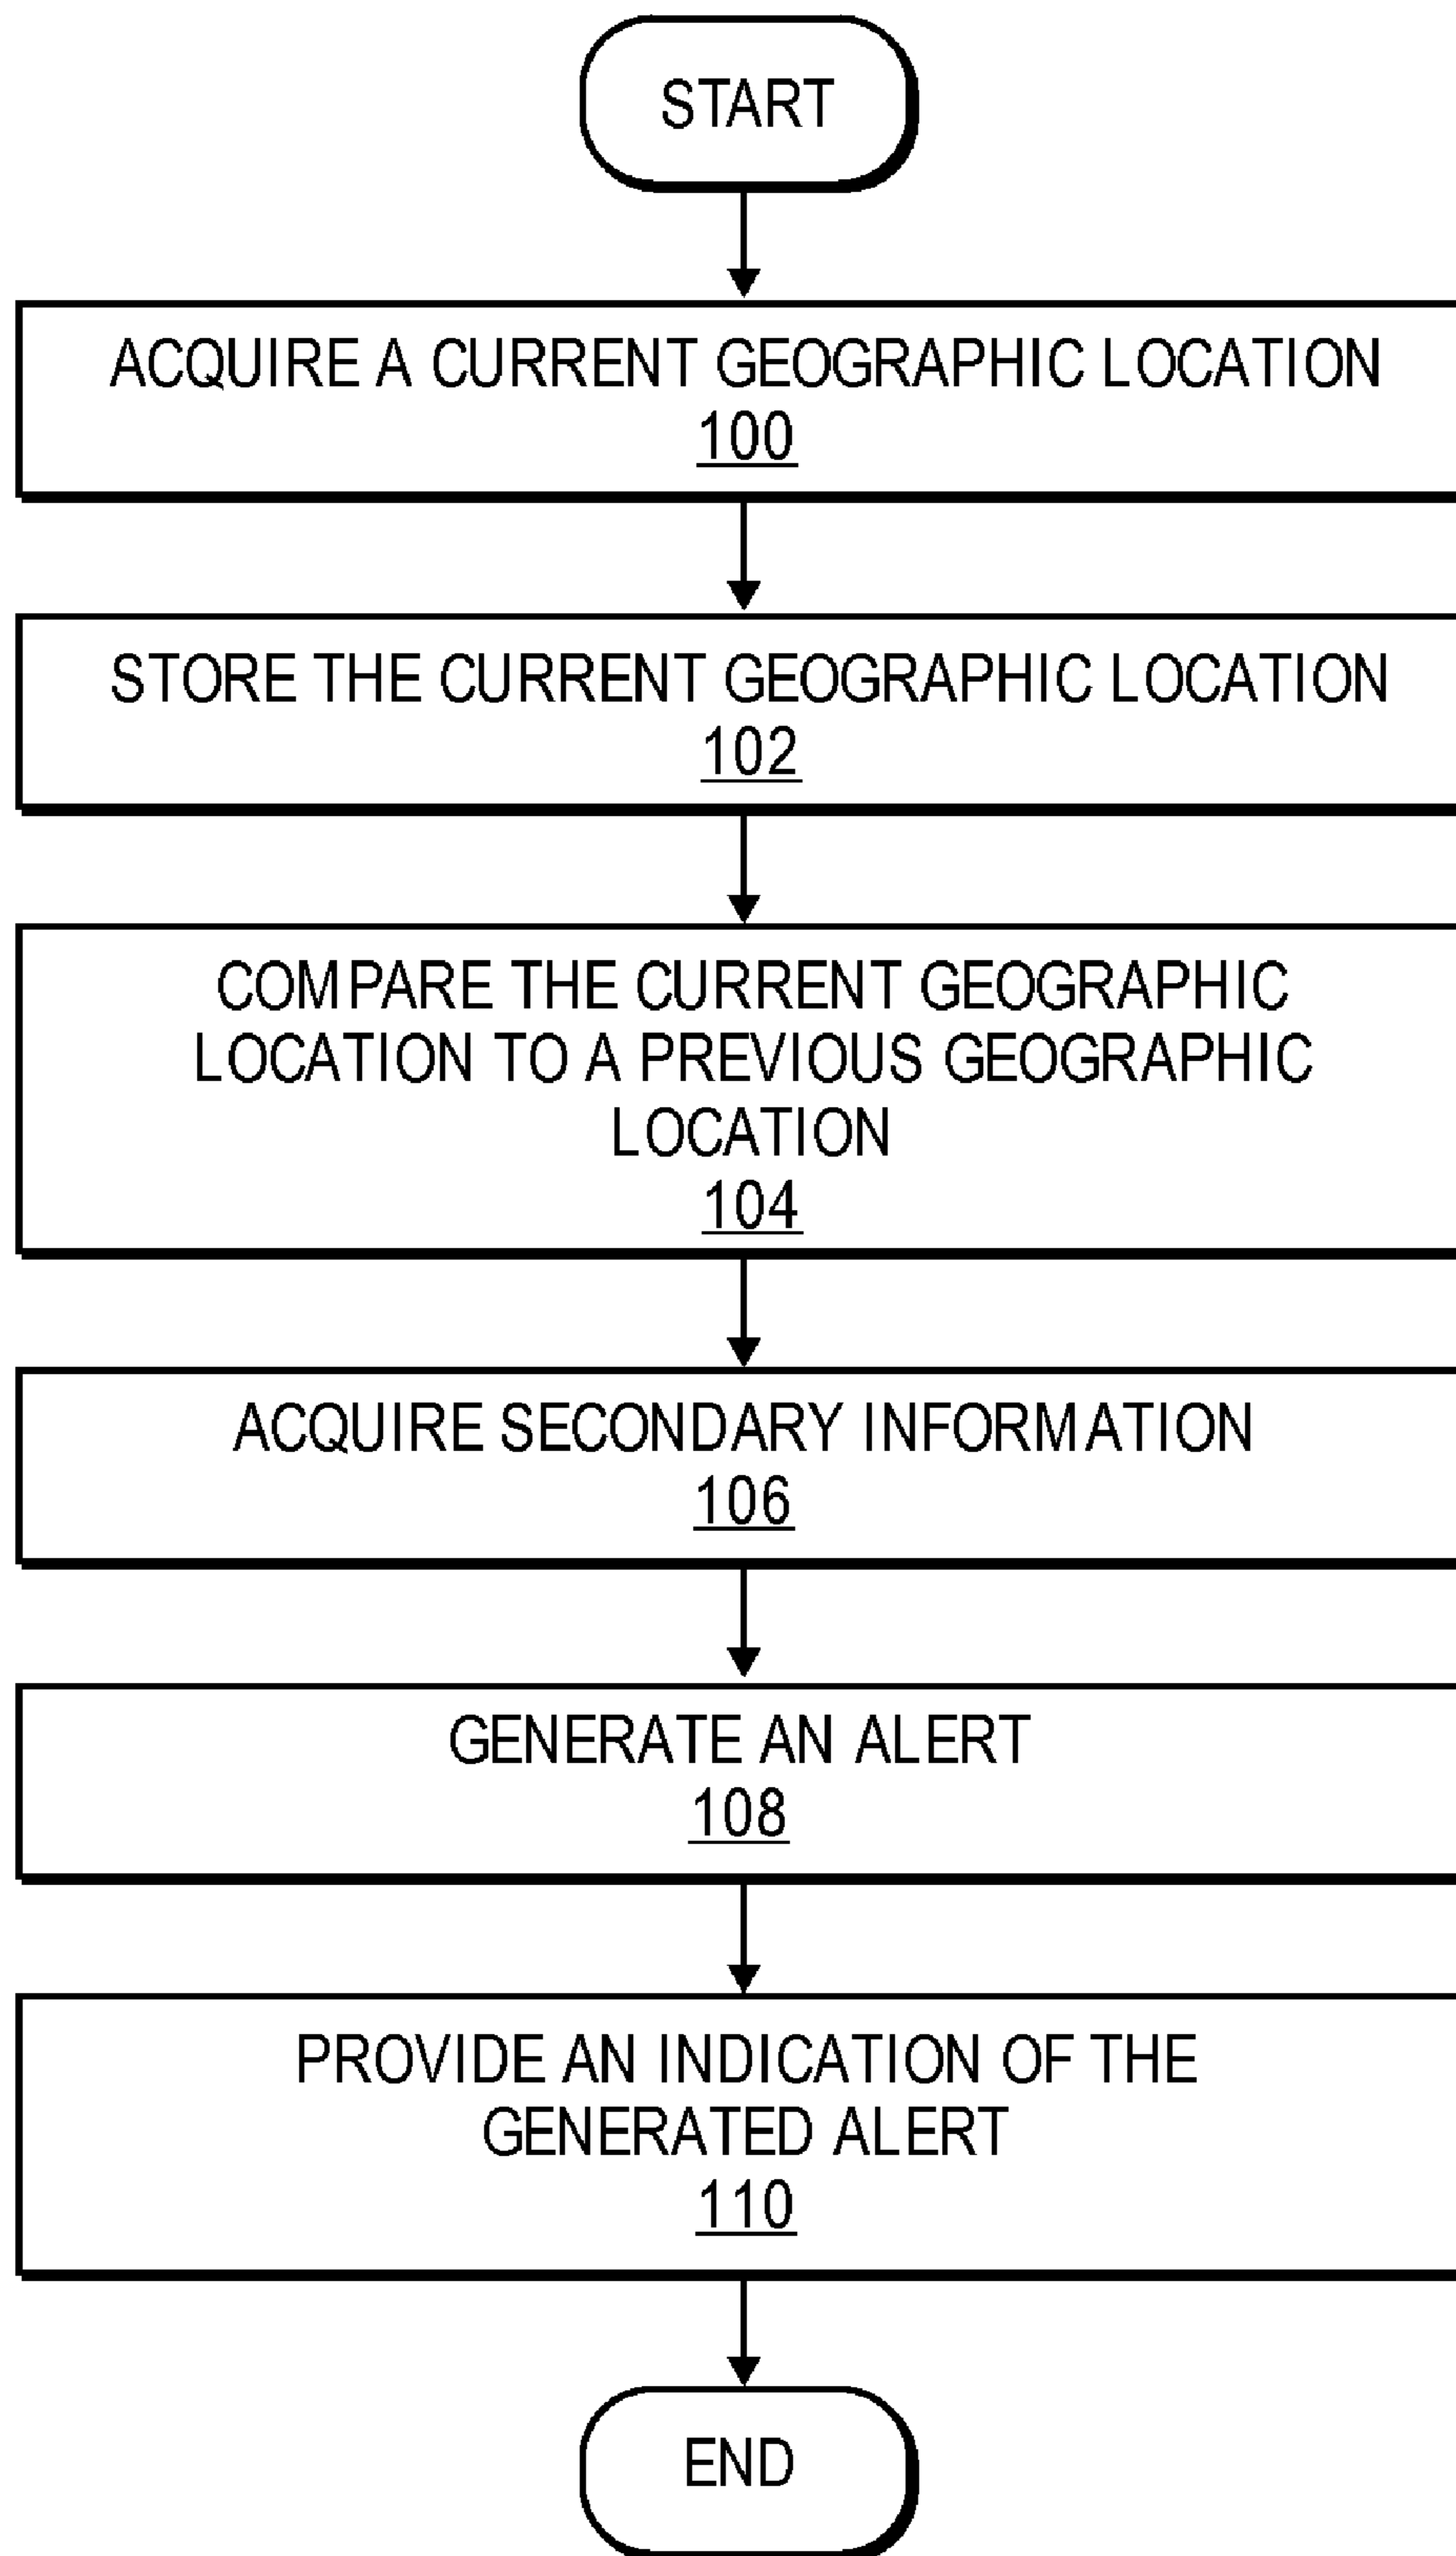 START
ACQUIRE A CURRENT GEOGRAPHIC LOCATION
100
STORE THE CURRENT GEOGRAPHIC LOCATION
102
COMPARE THE CURRENT GEOGRAPHIC
LOCATION TO A PREVIOUS GEOGRAPHIC
LOCATION
104
ACQUIRE SECONDARY INFORMATION
106
GENERATE AN ALERT
108
PROVIDE AN INDICATION OF THE
GENERATED ALERT
110
END